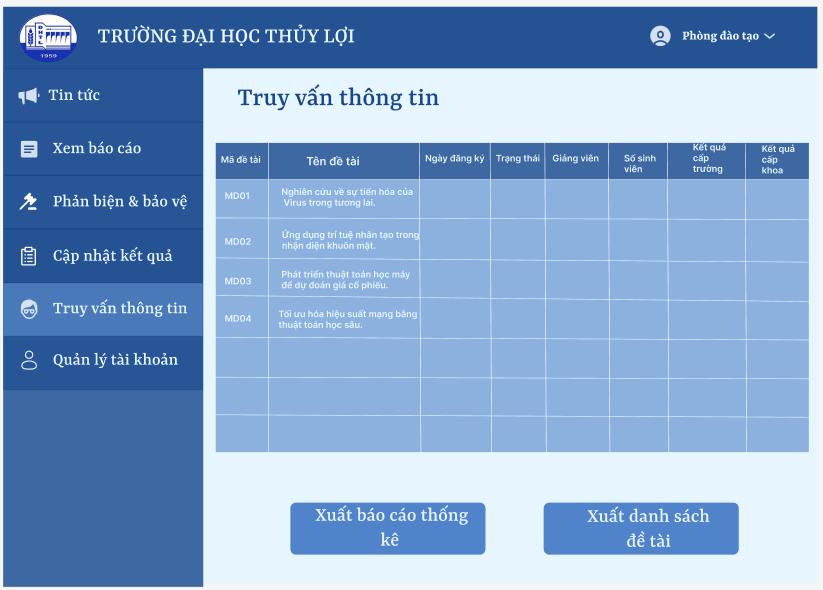 ĐHTL
1959
TRƯỜNG ĐẠI HỌC THỦY LỢI
Phòng đào tạo
Tin tức
Xem báo cáo
Phản biện & bảo vệ
Cập nhật kết quả
Truy vấn thông tin
Quản lý tài khoản
Truy vấn thông tin
Mã đề tài
Tên đề tài
Ngày đăng ký
Trạng thái
Giảng viên
Số sinh
viên
Kết quả
cấp
trường
Kết quả
cấp
khoa
MD01
Nghiên cứu về sự tiến hóa của
Virus trong tương lai.
MD02
Ứng dụng trí tuệ nhân tạo trong
nhận diện khuôn mặt.
MD03
Phát triển thuật toán học máy
để dự đoán giá cổ phiếu.
MD04
Tối ưu hóa hiệu suất mạng bằng
thuật toán học sâu.
Xuất báo cáo thống
kê
Xuất danh sách
đề tài